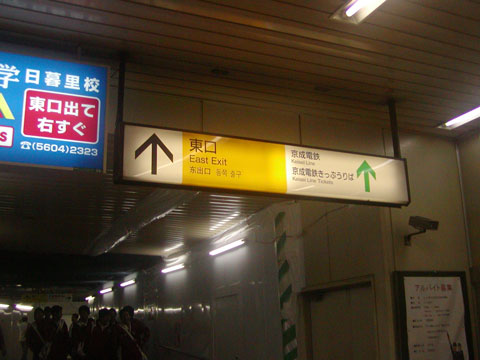 学日暮里校
東口出て
右すぐ
☎(5604)2323
東口
East Exit
东出口 동쪽 출구
京成電鉄
Keisei Line
京成電鉄きっぷうりば
Keisei Line Tickets
アルバイト募集